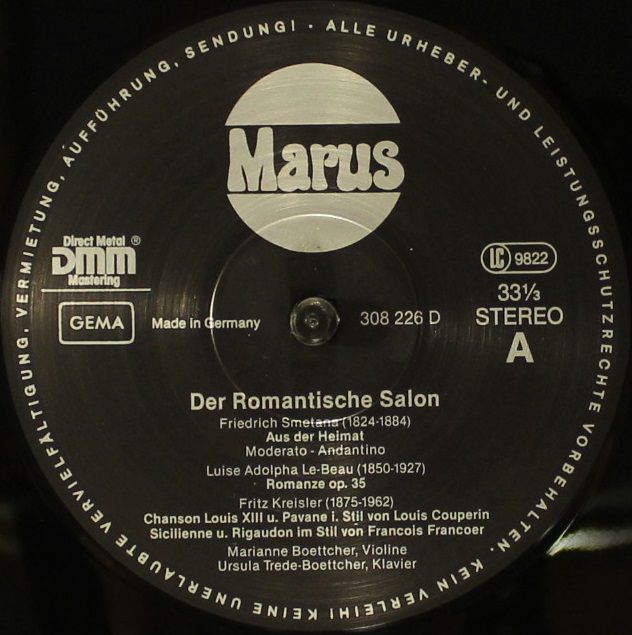 ALLE URHEBER- UND LEISTUNGSSCHUTZRECHTE VORBEHALTEN · KEIN VERLEIH! KEINE UNERLAUBTE VERVIELFÄLTIGUNG, VERMIETUNG, AUFFÜHRUNG, SENDUNG! ·
Marus
Direct Metal ®
DMM
Mastering
LC 9822
GEMA
Made in Germany
308 226 D
33⅓
STEREO
A
Der Romantische Salon
Friedrich Smetana (1824-1884)
Aus der Heimat
Moderato - Andantino
Luise Adolpha Le-Beau (1850-1927)
Romanze op. 35
Fritz Kreisler (1875-1962)
Chanson Louis XIII u. Pavane i. Stil von Louis Couperin
Sicilienne u. Rigaudon im Stil von Francois Francoer
Marianne Boettcher, Violine
Ursula Trede-Boettcher, Klavier